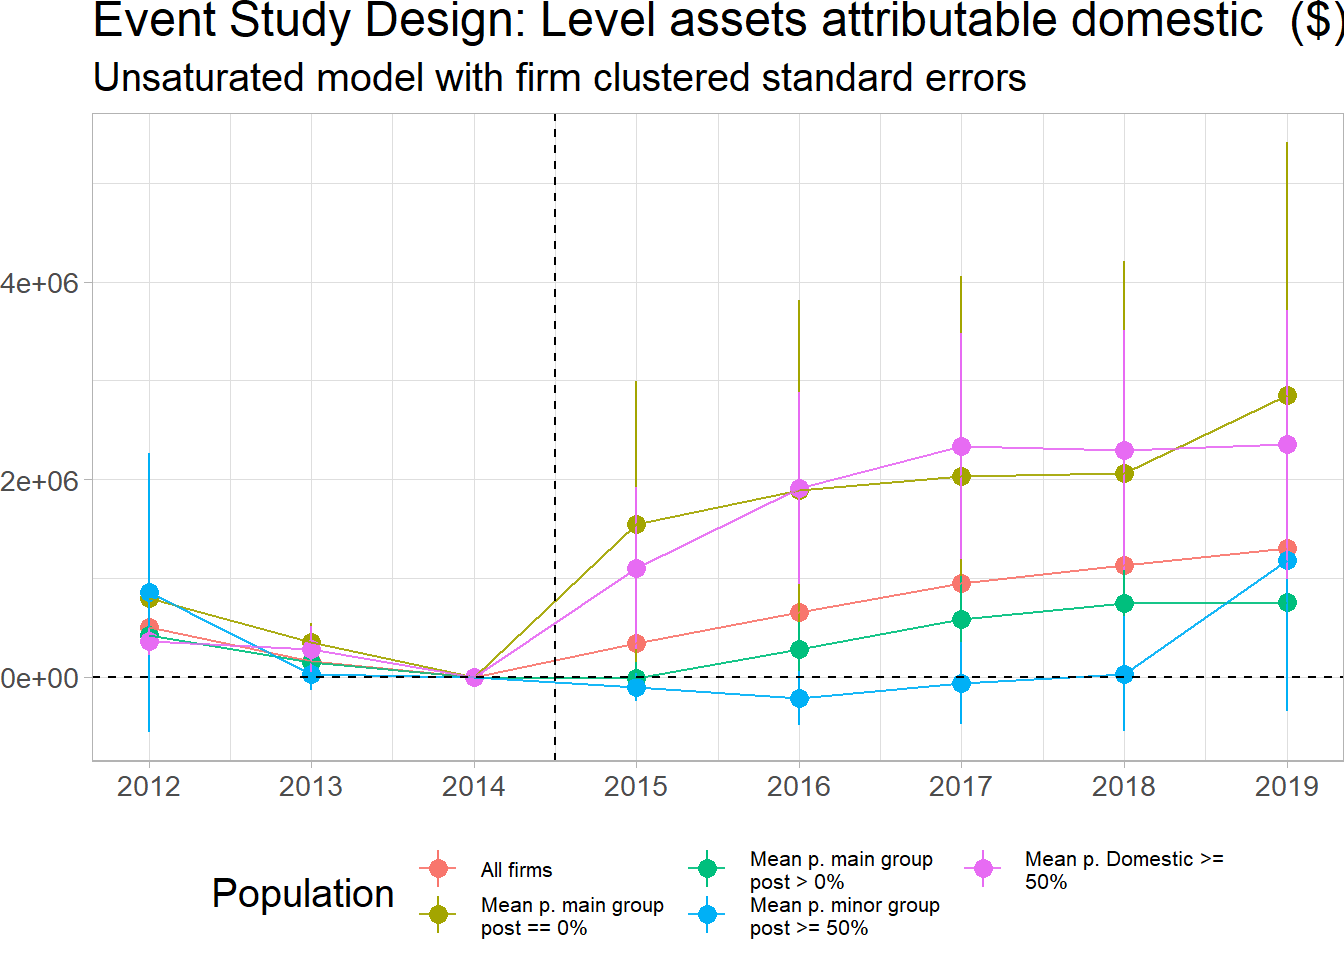 Event Study Design: Level assets attributable domestic ($)
Unsaturated model with firm clustered standard errors
4e+06
2e+06
0e+00
2012 2013 2014 2015 2016 2017 2018 2019
Population
All firms
Mean p. main group
post == 0%
Mean p. main group
post > 0%
Mean p. minor group
post >= 50%
Mean p. Domestic >=
50%